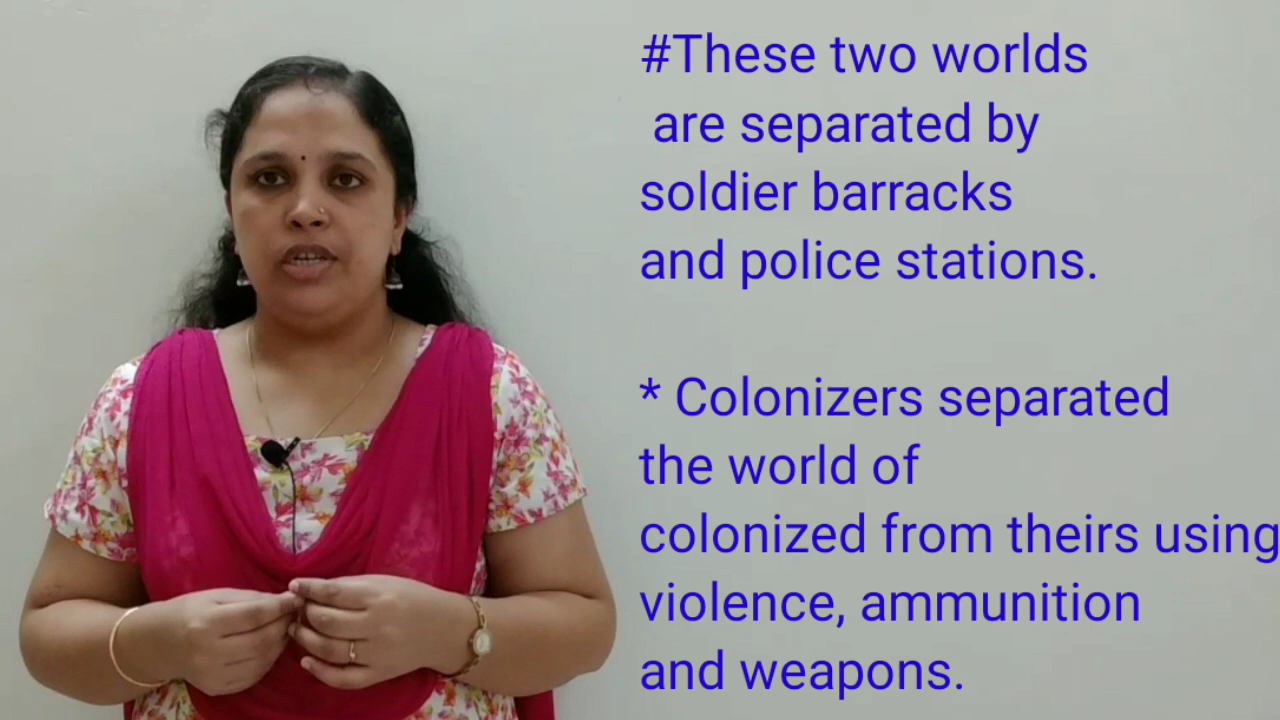 #These two worlds
are separated by
soldier barracks
and police stations.
* Colonizers separated
the world of
colonized from theirs using
violence, ammunition
and weapons.